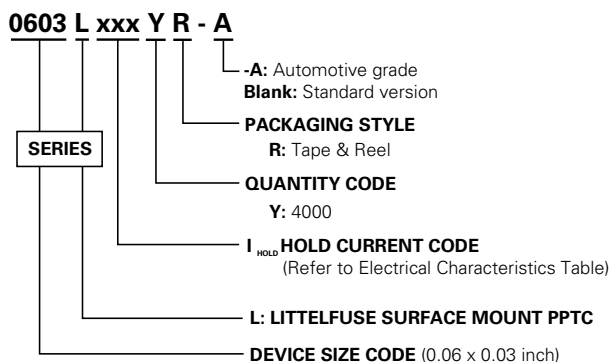 0603 L xxx Y R - A
-A: Automotive grade
Blank: Standard version
PACKAGING STYLE
R: Tape & Reel
SERIES
QUANTITY CODE
Y: 4000
I HOLD HOLD CURRENT CODE
(Refer to Electrical Characteristics Table)
L: LITTELFUSE SURFACE MOUNT PPTC
DEVICE SIZE CODE (0.06 x 0.03 inch)